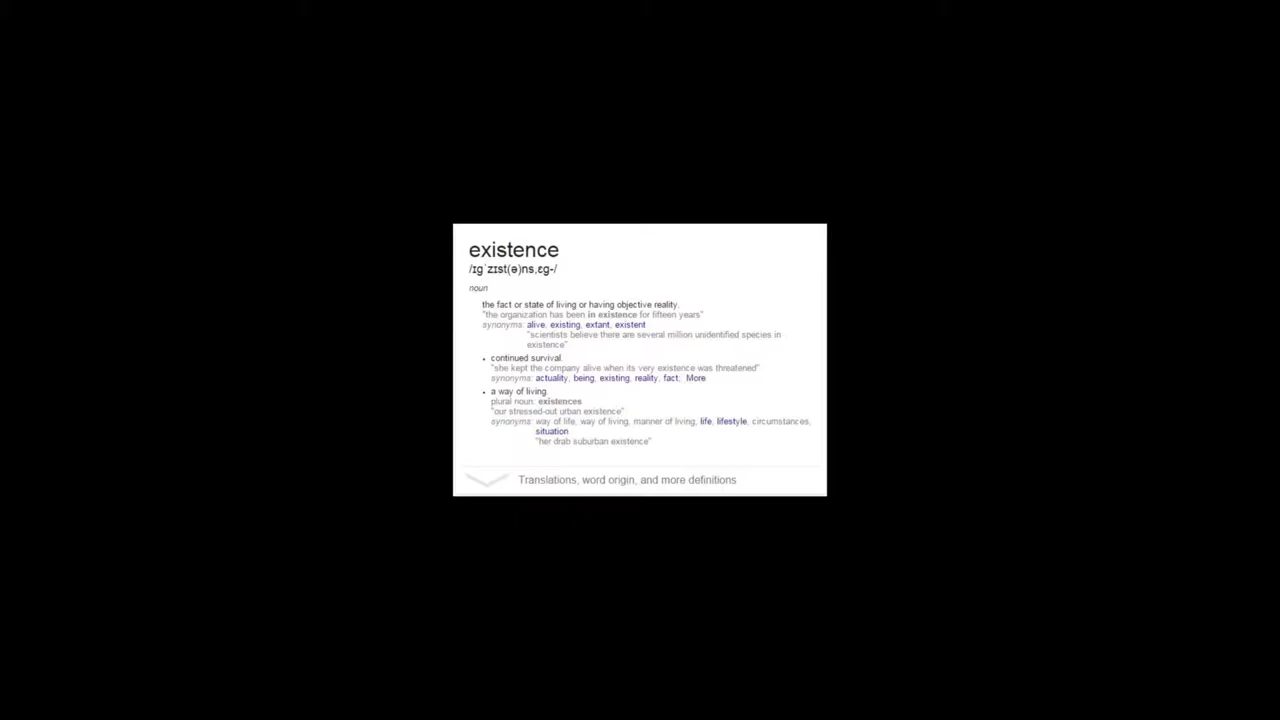 existence
/ɪɡˈzɪst(ə)ns,ɛɡ-/
noun
the fact or state of living or having objective reality.
"the organization has been in existence for fifteen years"
synonyms: alive, existing, extant, existent
"scientists believe there are several million unidentified species in
existence"
• continued survival.
"she kept the company alive when its very existence was threatened"
synonyms: actuality, being, existing, reality, fact; More
• a way of living.
plural noun: existences
"our stressed-out urban existence"
synonyms: way of life, way of living, manner of living, life, lifestyle, circumstances,
situation
"her drab suburban existence"
Translations, word origin, and more definitions